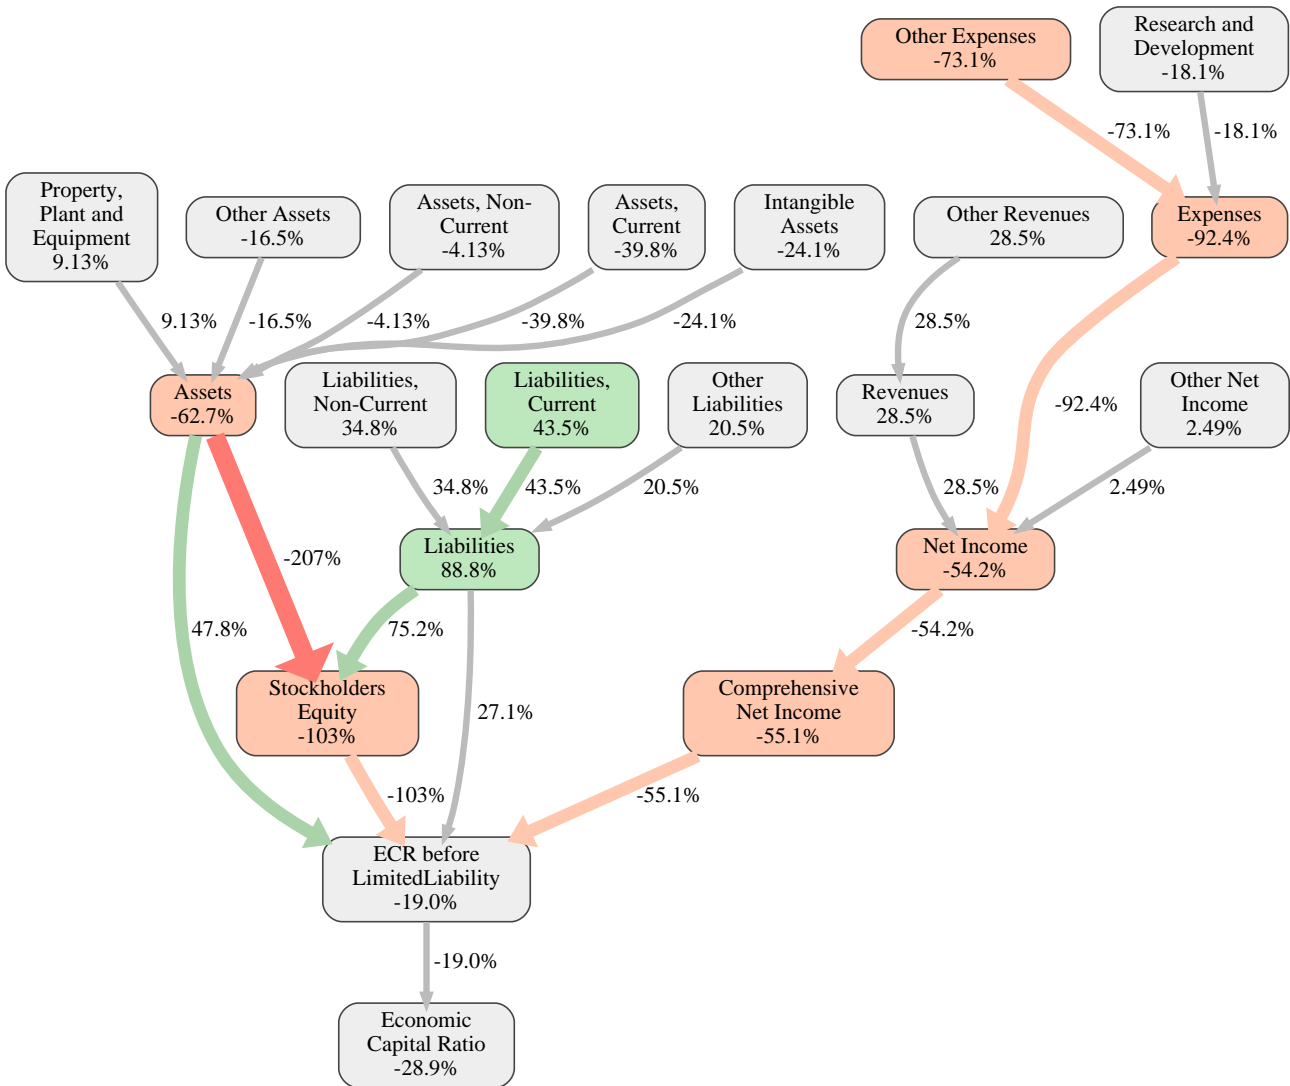 Other Expenses
-73.1%
Research and
Development
-18.1%
-73.1%
-18.1%
Property,
Plant and
Equipment
9.13%
Other Assets
-16.5%
Assets, Non-
Current
-4.13%
Assets,
Current
-39.8%
Intangible
Assets
-24.1%
Other Revenues
28.5%
Expenses
-92.4%
9.13%
-16.5%
-4.13%
-39.8%
-24.1%
28.5%
-92.4%
Assets
-62.7%
Liabilities,
Non-Current
34.8%
Liabilities,
Current
43.5%
Other
Liabilities
20.5%
Revenues
28.5%
Other Net
Income
2.49%
34.8%
43.5%
20.5%
28.5%
2.49%
-207%
Liabilities
88.8%
Net Income
-54.2%
47.8%
75.2%
-54.2%
Stockholders
Equity
-103%
27.1%
Comprehensive
Net Income
-55.1%
-103%
-55.1%
ECR before
LimitedLiability
-19.0%
-19.0%
Economic
Capital Ratio
-28.9%